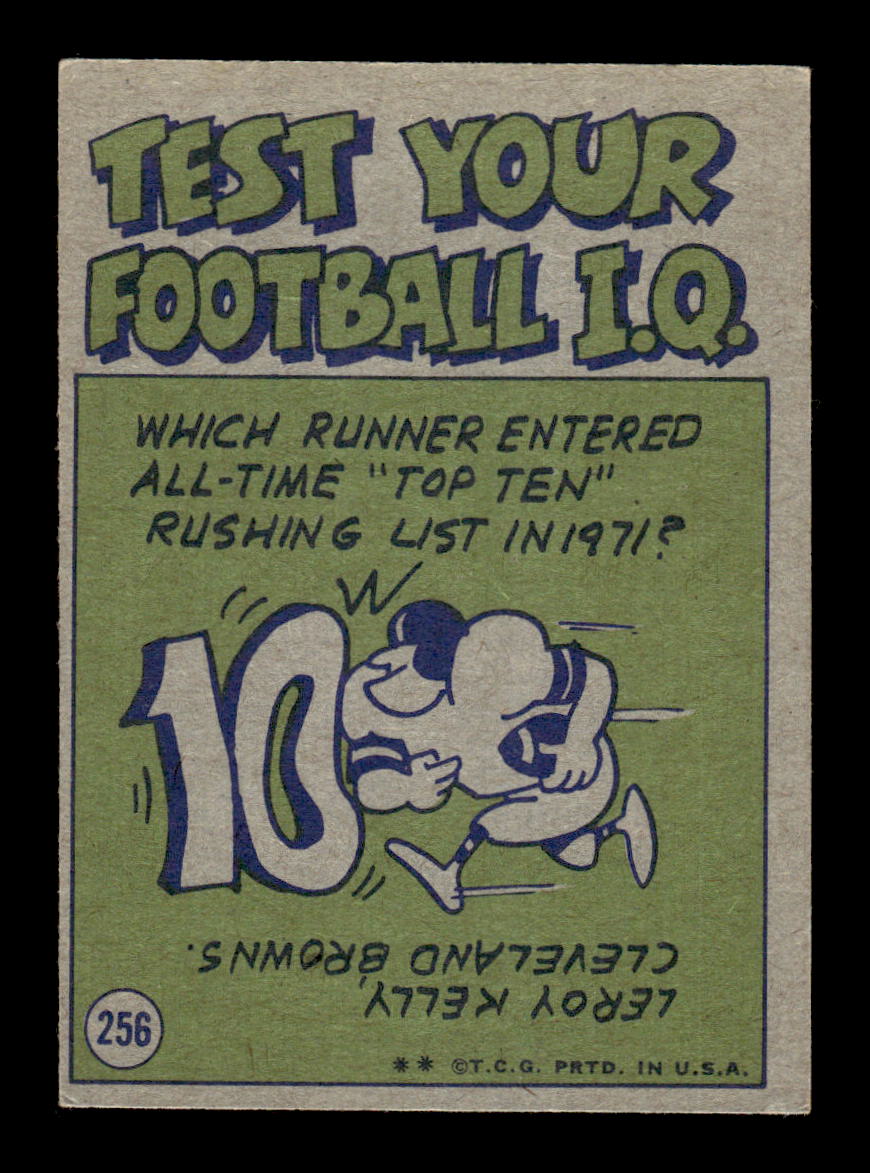 TEST YOUR
FOOTBALL I.Q.
WHICH RUNNER ENTERED
ALL-TIME "TOP TEN"
RUSHING LIST IN 1971?
10
LEROY KELLY,
CLEVELAND BROWNS.
256
** ©T.C.G. PRTD. IN U.S.A.